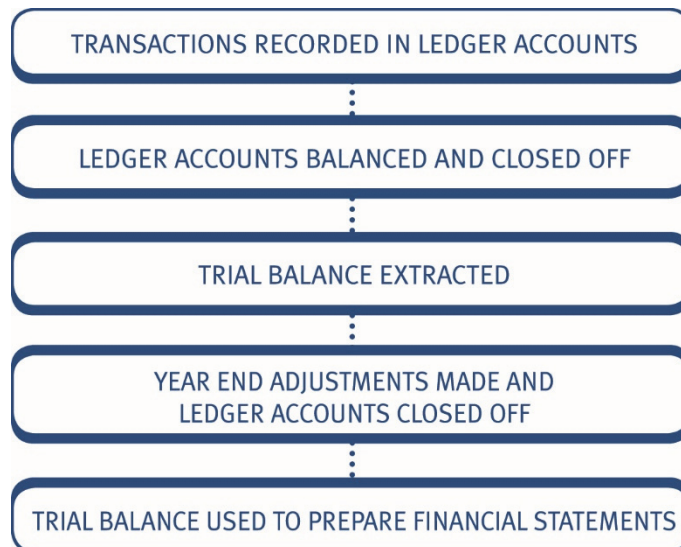 TRANSACTIONS RECORDED IN LEDGER ACCOUNTS
LEDGER ACCOUNTS BALANCED AND CLOSED OFF
TRIAL BALANCE EXTRACTED
YEAR END ADJUSTMENTS MADE AND
LEDGER ACCOUNTS CLOSED OFF
TRIAL BALANCE USED TO PREPARE FINANCIAL STATEMENTS